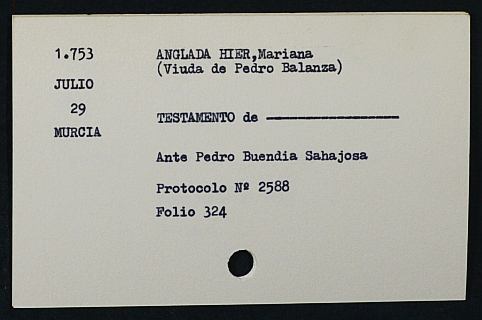 1.753
JULIO
29
MURCIA
ANGLADA HIER,Mariana
(Viuda de Pedro Balanza)
TESTAMENTO de ------------------
Ante Pedro Buendia Sahajosa
Protocolo Nº 2588
Folio 324